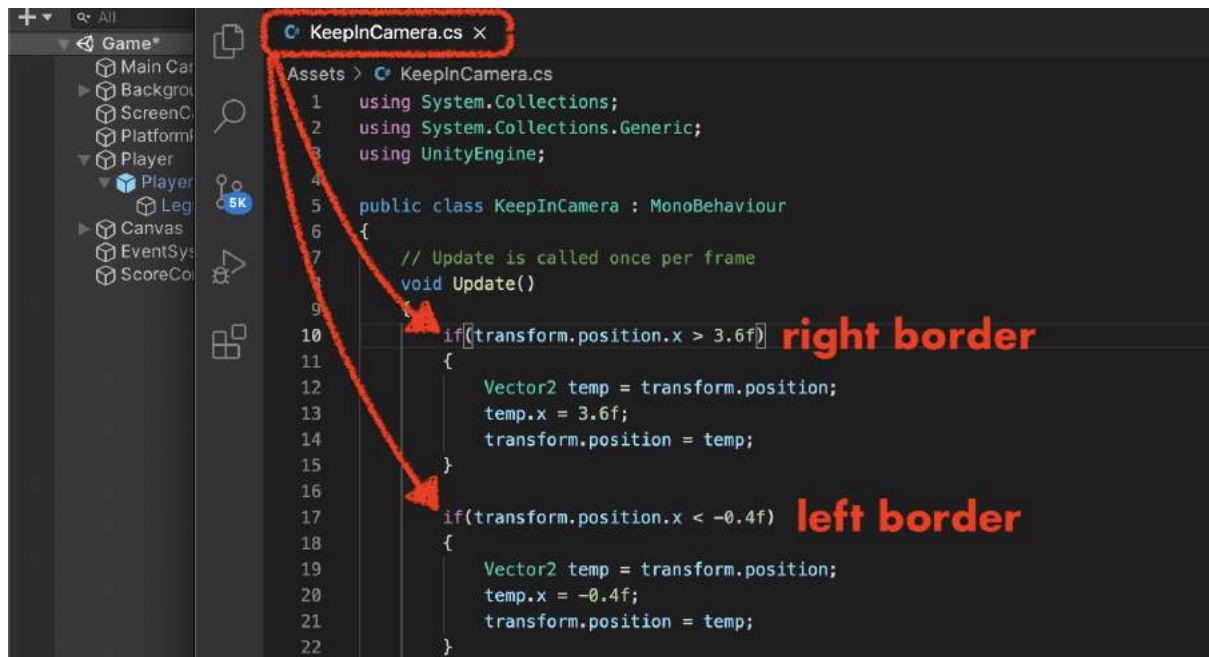 All
Game*
Main Car
Backgrou
ScreenC
Platform
Player
Player
Leg
Canvas
EventSys
ScoreCo
5K
KeepInCamera.cs ×
Assets > KeepInCamera.cs
1 using System.Collections;
2 using System.Collections.Generic;
3 using UnityEngine;
4
5 public class KeepInCamera : MonoBehaviour
6 {
7 // Update is called once per frame
8 void Update()
9 {
10 if(transform.position.x > 3.6f) right border
11 {
12 Vector2 temp = transform.position;
13 temp.x = 3.6f;
14 transform.position = temp;
15 }
16
17 if(transform.position.x < -0.4f) left border
18 {
19 Vector2 temp = transform.position;
20 temp.x = -0.4f;
21 transform.position = temp;
22 }